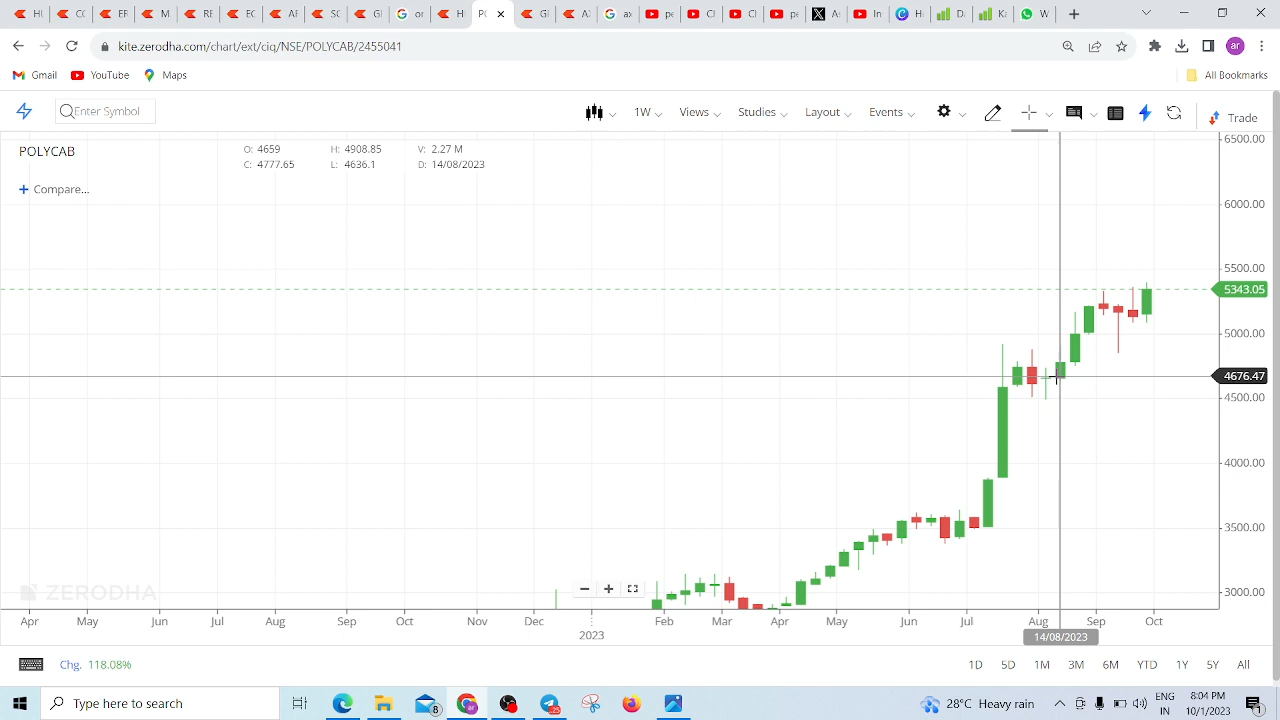 PO
kite.zerodha.com/chart/ext/ciq/NSE/POLYCAB/2455041
Gmail YouTube Maps All Bookmarks
Enter Symbol 1W Views Studies Layout Events Trade
POLYCAB
O: 4659 H: 4908.85 V: 2.27 M
C: 4777.65 L: 4636.1 D: 14/08/2023
+ Compare...
6500.00
6000.00
5500.00
5343.05
5000.00
4676.47
4500.00
4000.00
3500.00
3000.00
ZERODHA
Apr May Jun Jul Aug Sep Oct Nov Dec 2023 Feb Mar Apr May Jun Jul Aug Sep Oct
14/08/2023
Chg. 118.08% 1D 5D 1M 3M 6M YTD 1Y 5Y All
Type here to search 28°C Heavy rain ENG 8:04 PM
IN 10/1/2023